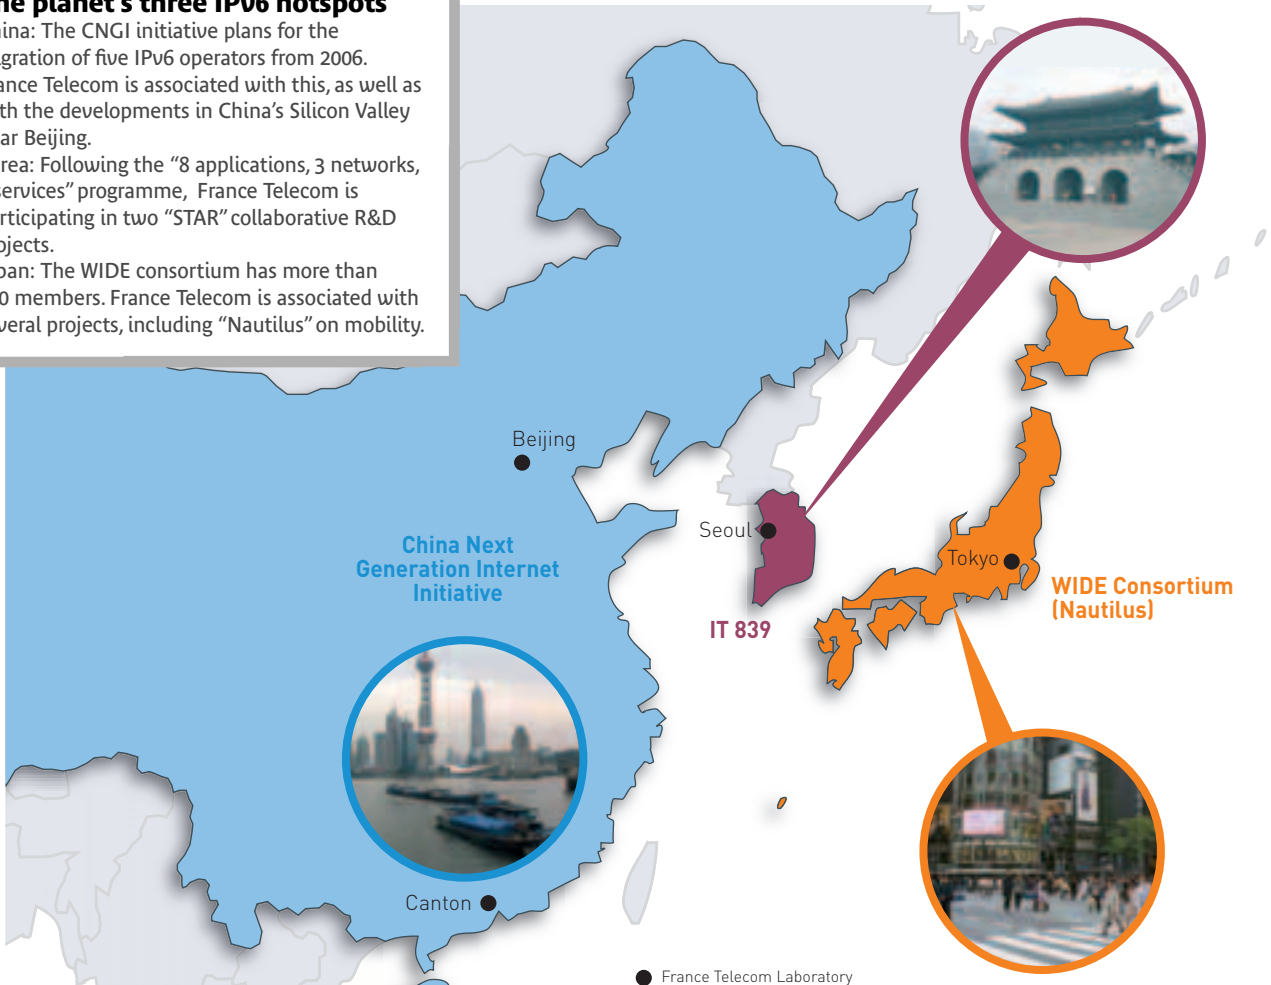 he planet's three IPv6 hotspots
ina: The CNGI initiative plans for the
gration of five IPv6 operators from 2006.
ance Telecom is associated with this, as well as
th the developments in China's Silicon Valley
ar Beijing.
rea: Following the “8 applications, 3 networks,
services” programme, France Telecom is
rticipating in two “STAR” collaborative R&D
ojects.
pan: The WIDE consortium has more than
0 members. France Telecom is associated with
veral projects, including “Nautilus” on mobility.
Beijing
Seoul
Tokyo
China Next
Generation Internet
Initiative
IT 839
WIDE Consortium
(Nautilus)
Canton
France Telecom Laboratory